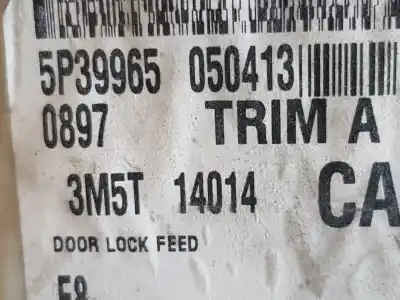 5P39965 050413
0897 TRIM A
3M5T 14014 CA
DOOR LOCK FEED